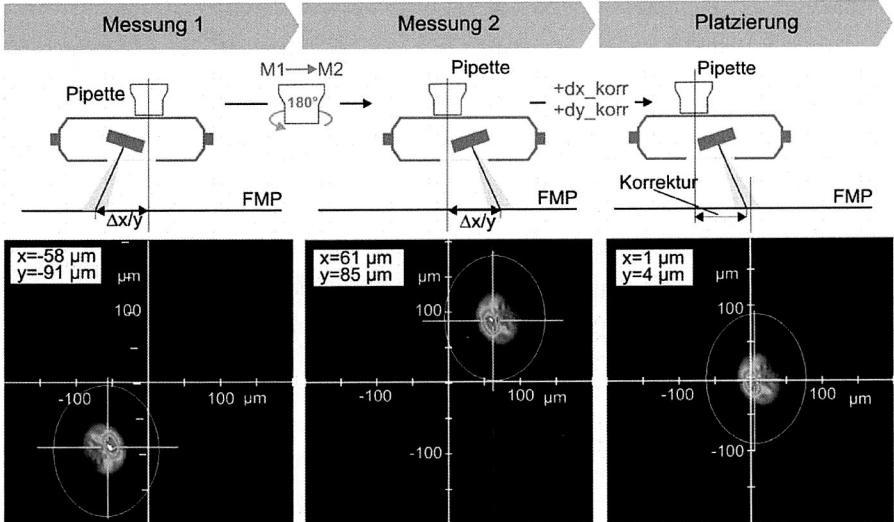 Messung 1
Messung 2
Platzierung
Pipette
M1→M2
180°
Pipette
+dx_korr
+dy_korr
Pipette
FMP
Δx/y
FMP
Δx/y
Korrektur
FMP
x=-58 µm
y=-91 µm
µm
100
-100
100 µm
x=61 µm
y=85 µm
µm
100
-100
100 µm
-100
x=1 µm
y=4 µm
µm
100
-100
100 µm
-100